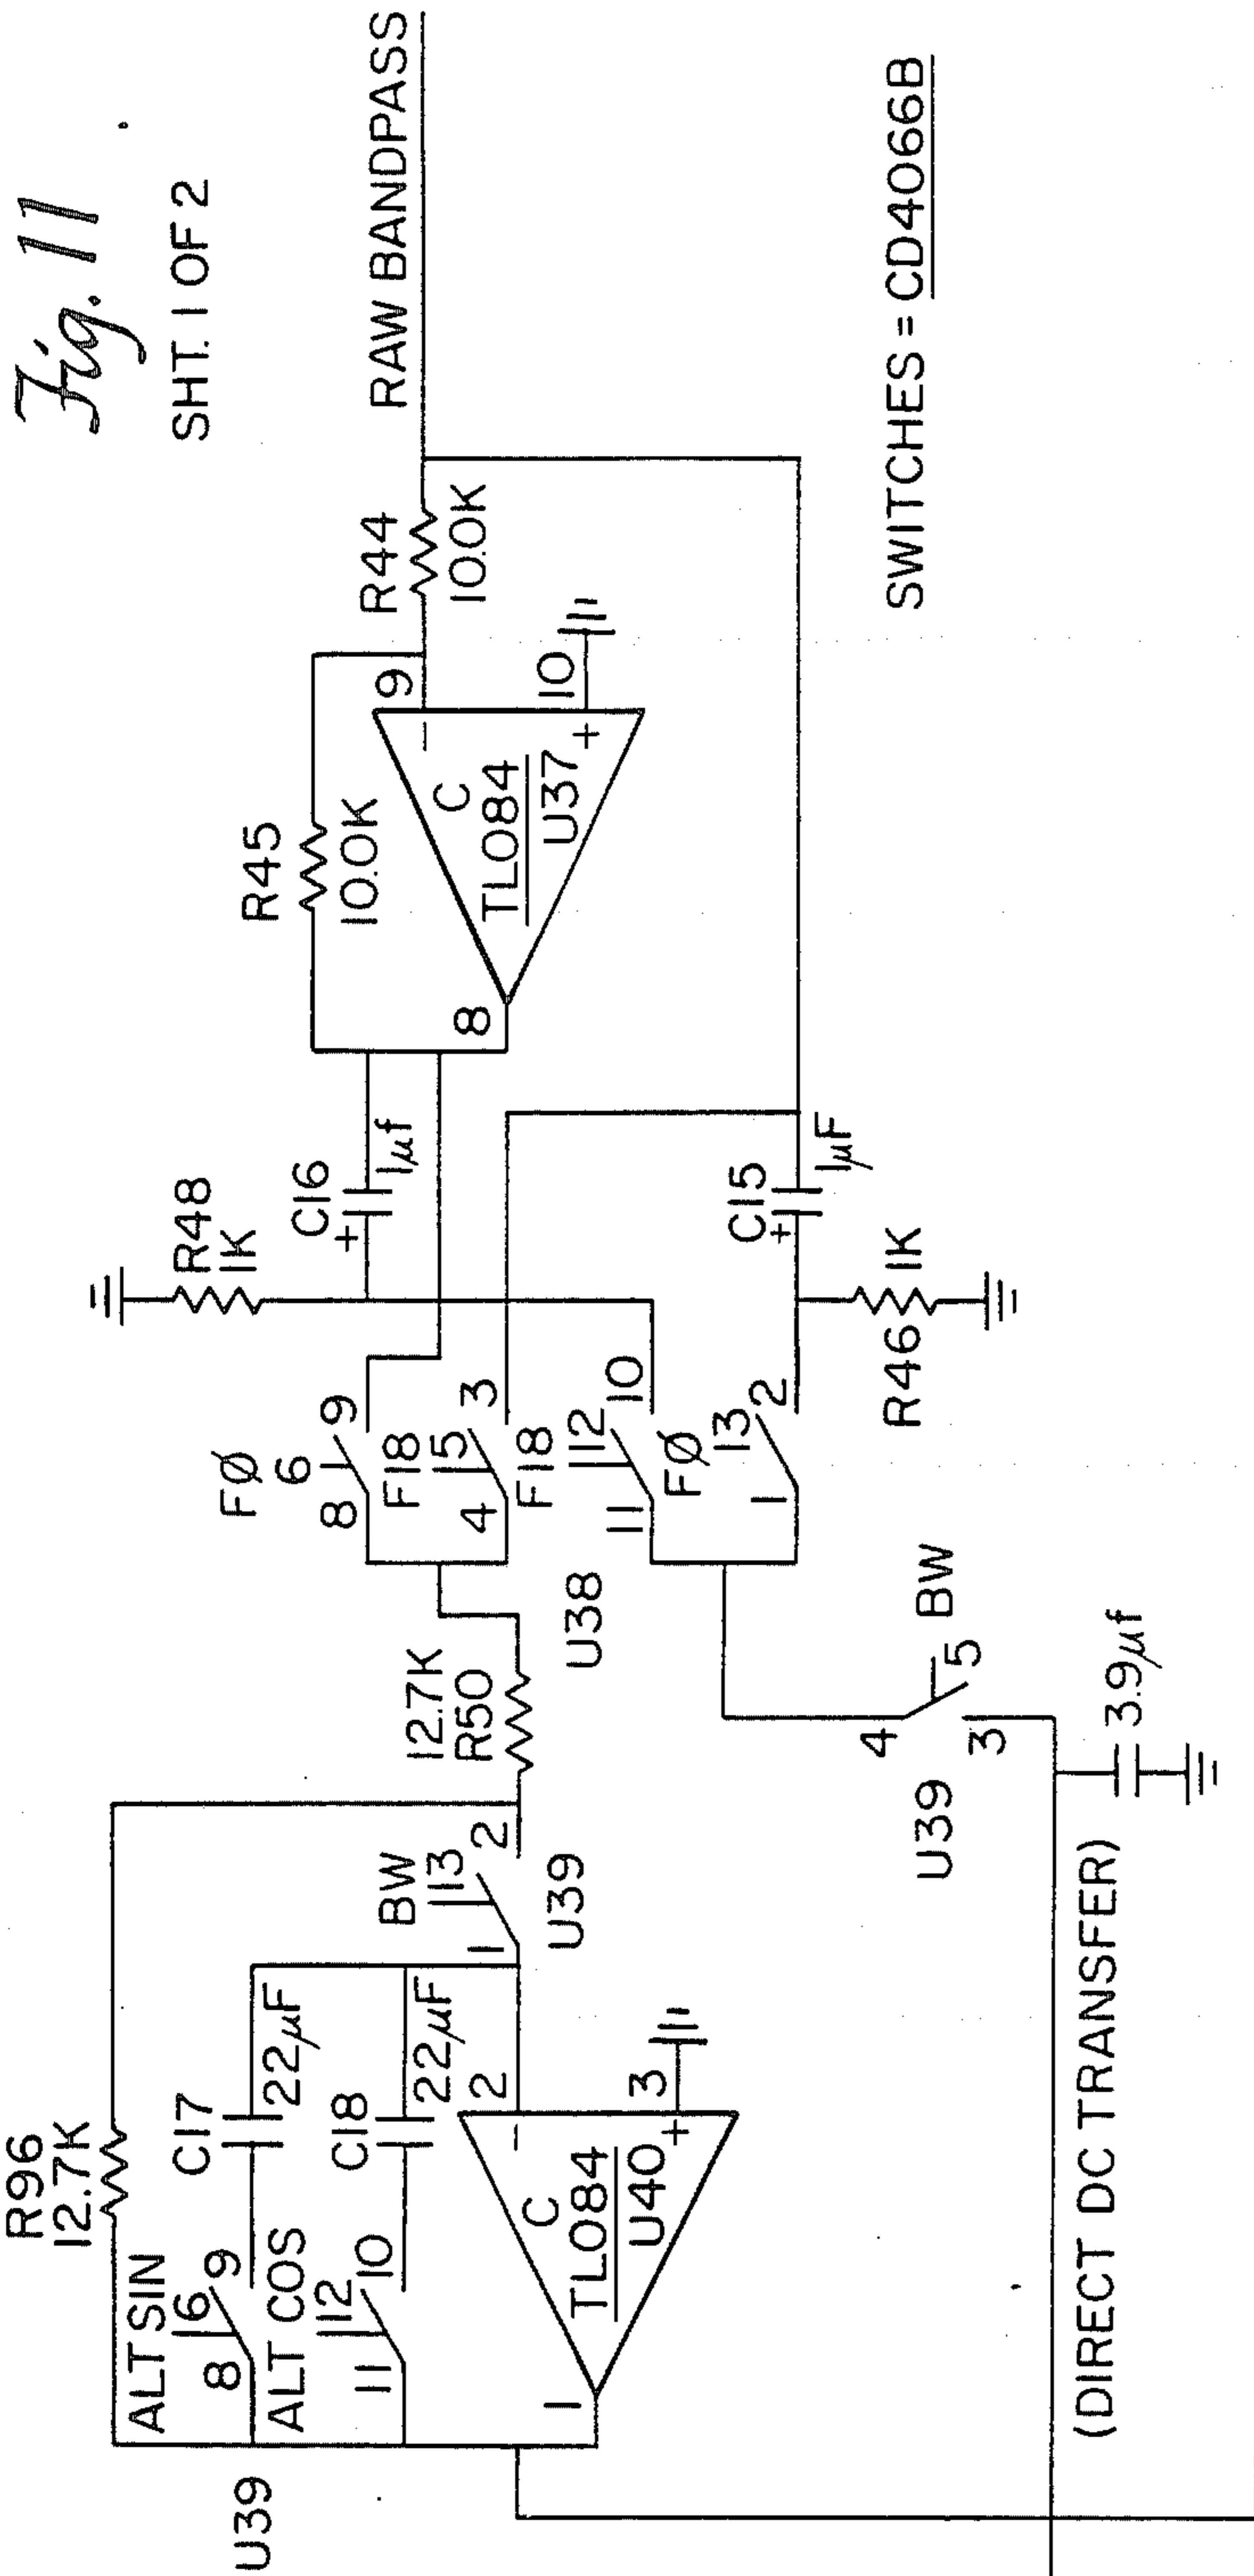 Fig. 11
SHT. 1 OF 2
RAW BANDPASS
R44
10.0K
R45
10.0K
9
10
-
+
C
TL084
U37
8
C16
1µf
+
R48
1K
C15
1µF
+
R46
1K
SWITCHES = CD4066B
FØ
6
8
9
F18
5
4
3
F18
12
11
10
FØ
13
1
2
U38
12.7K
R50
BW
13
1
2
U39
BW
4
5
3
U39
3.9µf
R96
12.7K
ALT SIN
6
8
9
C17
22µF
ALT COS
12
11
10
C18
22µF
U39
2
3
-
+
C
TL084
U40
1
(DIRECT DC TRANSFER)